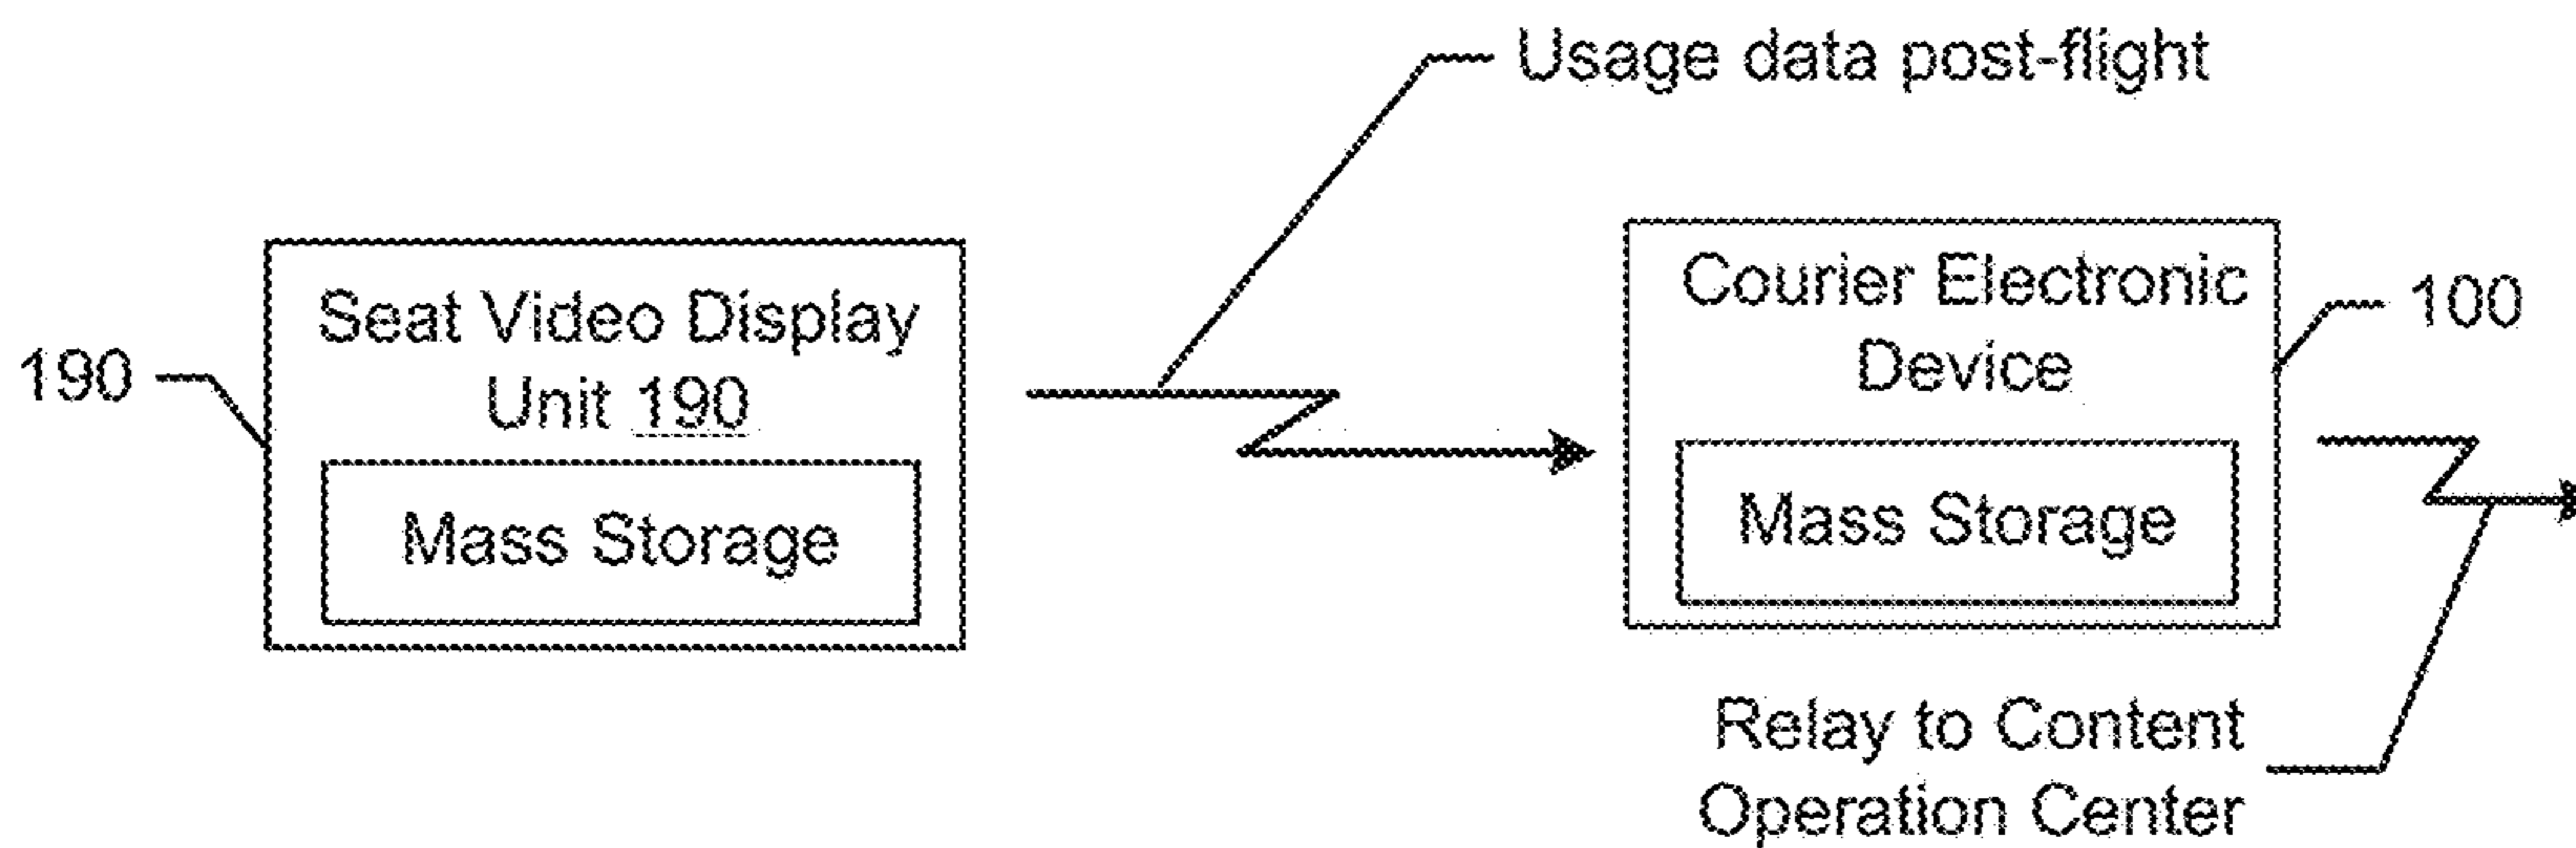 Usage data post-flight
190
Seat Video Display
Unit 190
Mass Storage
Courier Electronic
Device
Mass Storage
100
Relay to Content
Operation Center